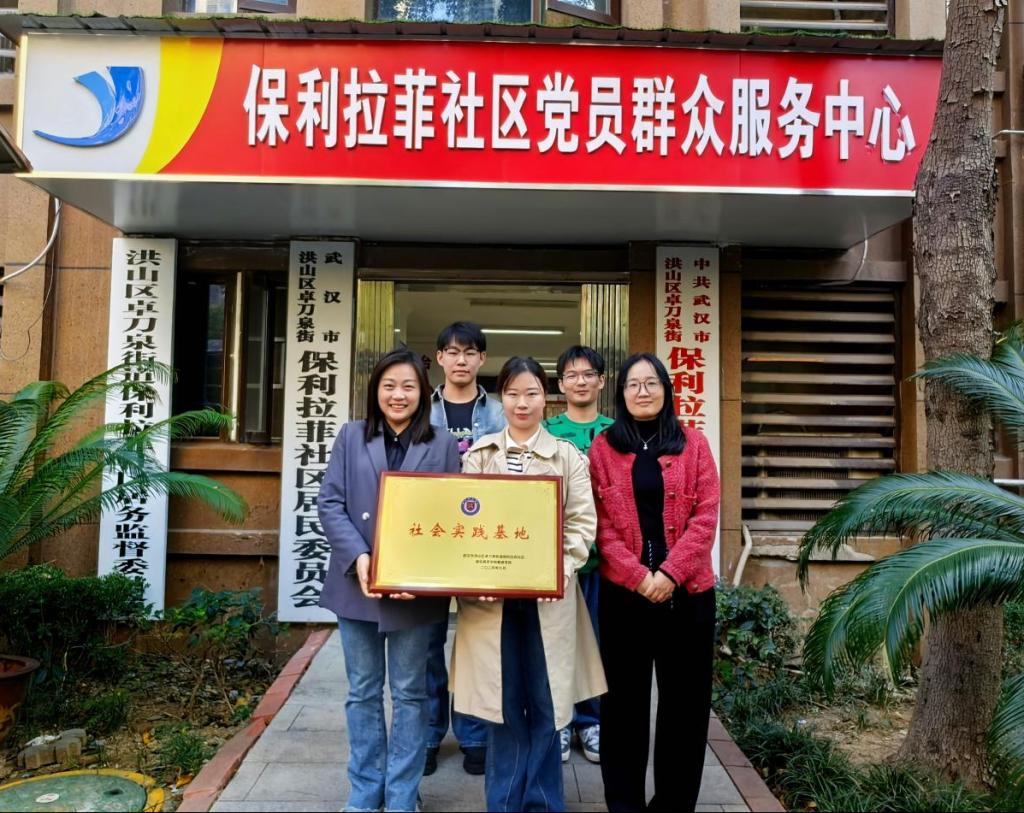 保利拉菲社区党员群众服务中心
洪山区卓刀泉街道保利拉
务监督委
武汉市
洪山区卓刀泉街
保利拉菲社区居民委员会
中共武汉市
洪山区卓刀泉街
保利拉菲
社会实践基地